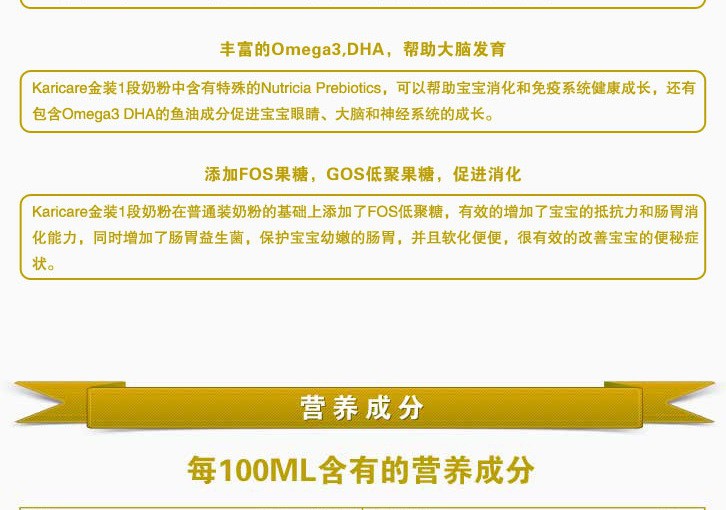 丰富的Omega3,DHA，帮助大脑发育
Karicare金装1段奶粉中含有特殊的Nutricia Prebiotics，可以帮助宝宝消化和免疫系统健康成长，还有
包含Omega3 DHA的鱼油成分促进宝宝眼睛、大脑和神经系统的成长。
添加FOS果糖，GOS低聚果糖，促进消化
Karicare金装1段奶粉在普通装奶粉的基础上添加了FOS低聚糖，有效的增加了宝宝的抵抗力和肠胃消
化能力，同时增加了肠胃益生菌，保护宝宝幼嫩的肠胃，并且软化便便，很有效的改善宝宝的便秘症
状。
营养成分
每100ML含有的营养成分